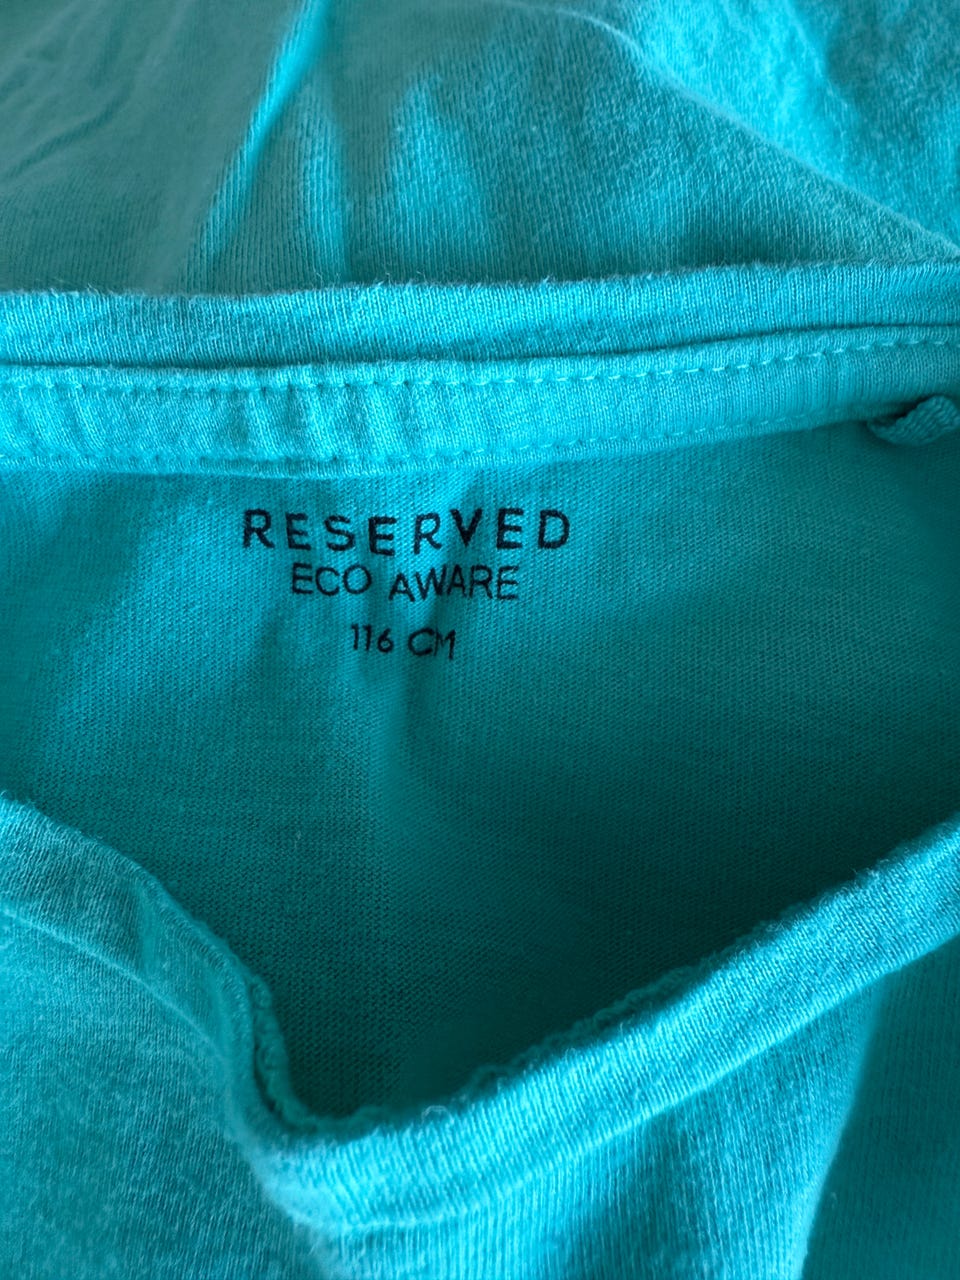 RESERVED
ECO AWARE
116 CM